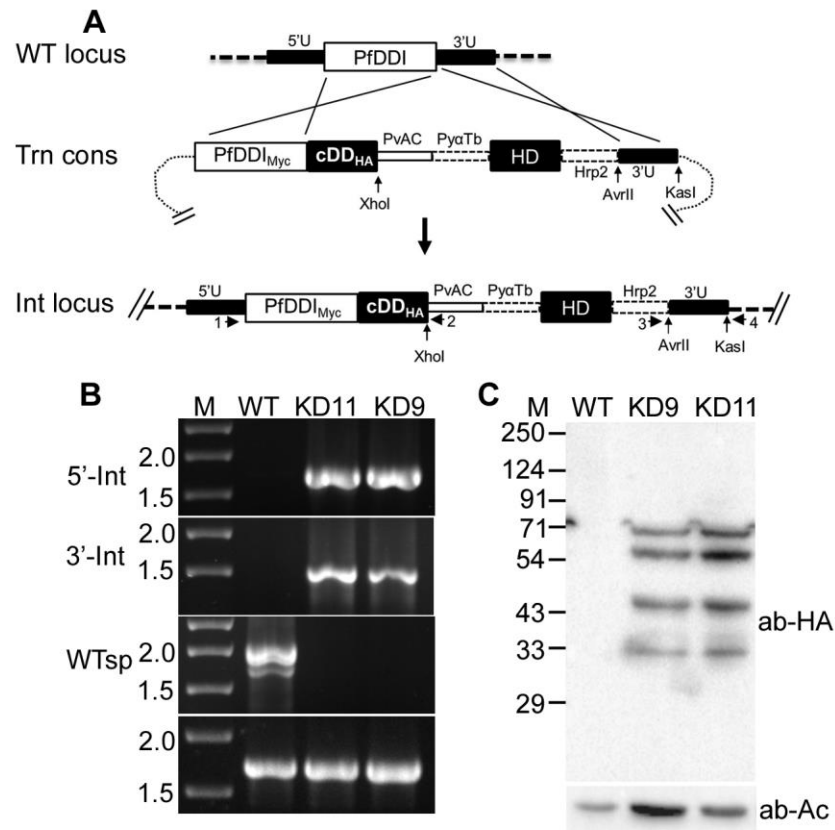 A
WT locus
5'U
PfDDI
3'U
Trn cons
PfDDIMyc
cDDHA
PvAC
PyαTb
HD
Hrp2
3'U
XhoI
AvrII
KasI
Int locus
5'U
PfDDIMyc
cDDHA
PvAC
PyαTb
HD
Hrp2
3'U
1
2
3
4
XhoI
AvrII
KasI
B
M WT KD11 KD9
5'-Int
2.0
1.5
3'-Int
2.0
1.5
WTsp
2.0
1.5
2.0
1.5
C
M WT KD9 KD11
250
124
91
71
54
43
33
29
ab-HA
ab-Ac